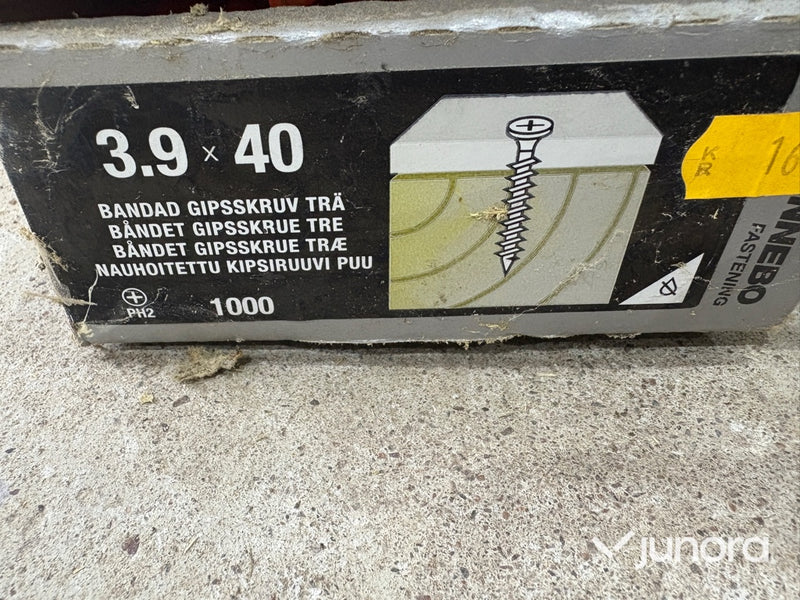 3.9 x 40
BANDAD GIPSSKRUV TRÄ
BÅNDET GIPSSKRUE TRE
BÅNDET GIPSSKRUE TRÆ
NAUHOITETTU KIPSIRUUVI PUU
PH2
1000
KR
FASTENING
junora